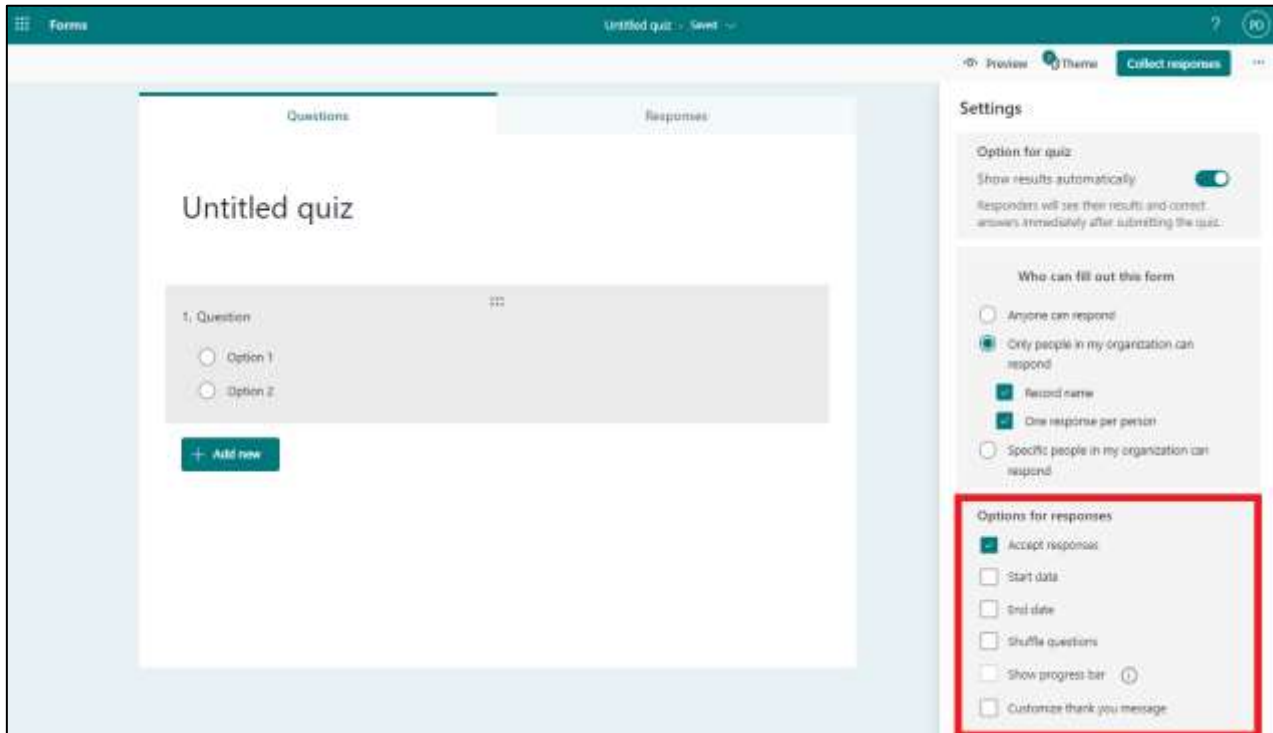 Forms
Untitled quiz - Saved
?
PD
Preview
Theme
Collect responses
...
Questions
Responses
Untitled quiz
1. Question
Option 1
Option 2
+ Add new
Settings
Option for quiz
Show results automatically
Responders will see their results and correct
answers immediately after submitting the quiz.
Who can fill out this form
Anyone can respond
Only people in my organization can
respond
Record name
One response per person
Specific people in my organization can
respond
Options for responses
Accept responses
Start date
End date
Shuffle questions
Show progress bar
Customize thank you message